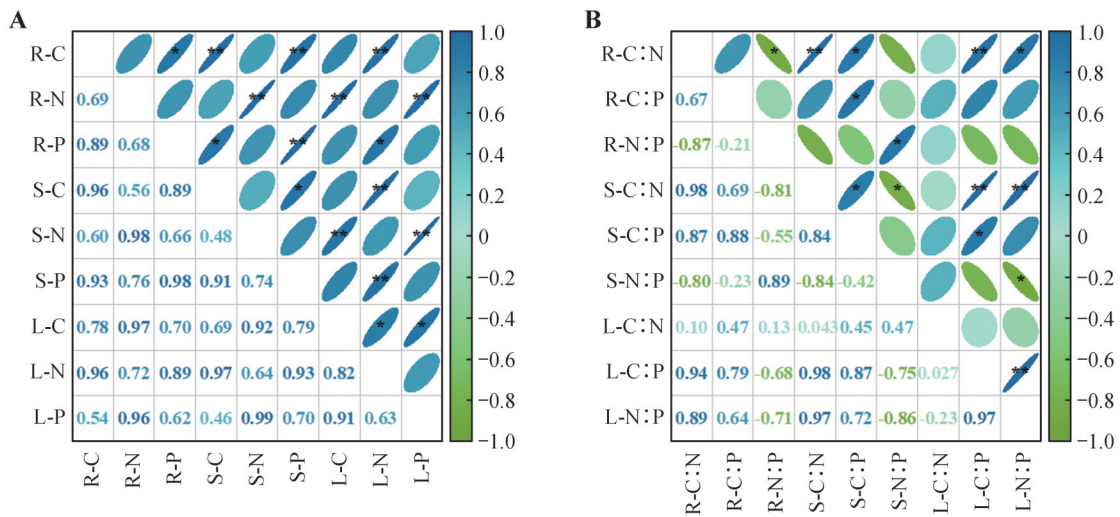 A
R-C * ** ** **
R-N 0.69 ** ** **
R-P 0.89 0.68 * ** *
S-C 0.96 0.56 0.89 * **
S-N 0.60 0.98 0.66 0.48 ** **
S-P 0.93 0.76 0.98 0.91 0.74 **
L-C 0.78 0.97 0.70 0.69 0.92 0.79 * *
L-N 0.96 0.72 0.89 0.97 0.64 0.93 0.82
L-P 0.54 0.96 0.62 0.46 0.99 0.70 0.91 0.63
R-C R-N R-P S-C S-N S-P L-C L-N L-P
1.0
0.8
0.6
0.4
0.2
0
−0.2
−0.4
−0.6
−0.8
−1.0
B
R-C∶N * ** * ** *
R-C∶P 0.67 *
R-N∶P -0.87 -0.21 *
S-C∶N 0.98 0.69 -0.81 * * ** **
S-C∶P 0.87 0.88 -0.55 0.84 *
S-N∶P -0.80 -0.23 0.89 -0.84 -0.42 *
L-C∶N 0.10 0.47 0.13 -0.043 0.45 0.47
L-C∶P 0.94 0.79 -0.68 0.98 0.87 -0.75 0.027 **
L-N∶P 0.89 0.64 -0.71 0.97 0.72 -0.86 -0.23 0.97
R-C∶N R-C∶P R-N∶P S-C∶N S-C∶P S-N∶P L-C∶N L-C∶P L-N∶P
1.0
0.8
0.6
0.4
0.2
0
−0.2
−0.4
−0.6
−0.8
−1.0